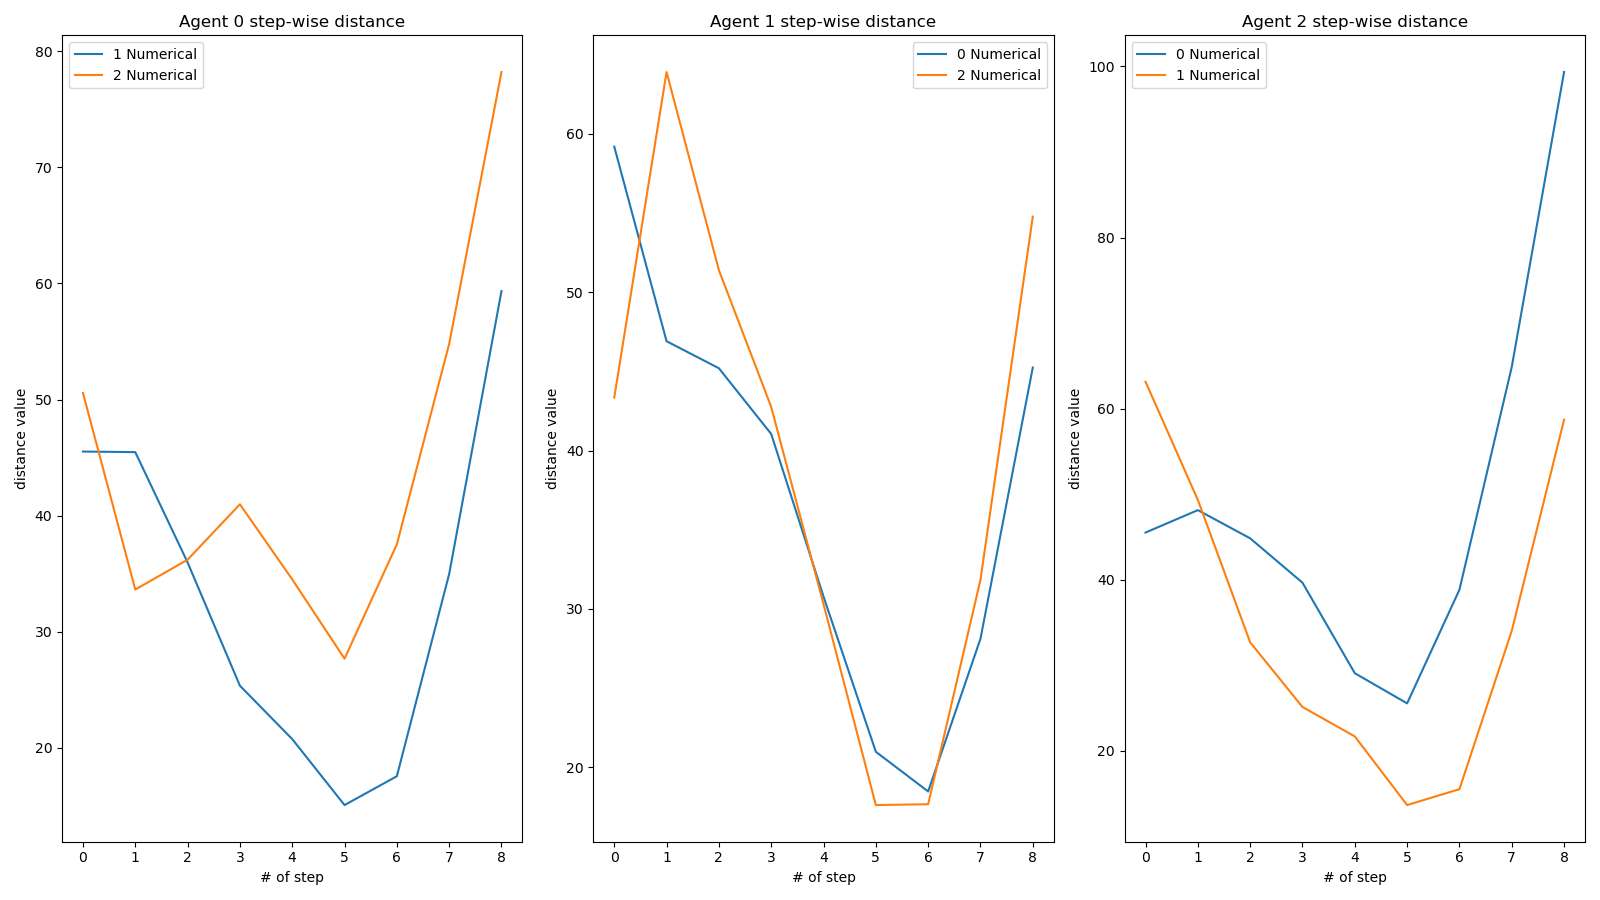 Agent 0 step-wise distance
1 Numerical
2 Numerical
80
70
60
50
40
30
20
distance value
0 1 2 3 4 5 6 7 8
# of step
Agent 1 step-wise distance
0 Numerical
2 Numerical
60
50
40
30
20
distance value
0 1 2 3 4 5 6 7 8
# of step
Agent 2 step-wise distance
0 Numerical
1 Numerical
100
80
60
40
20
distance value
0 1 2 3 4 5 6 7 8
# of step